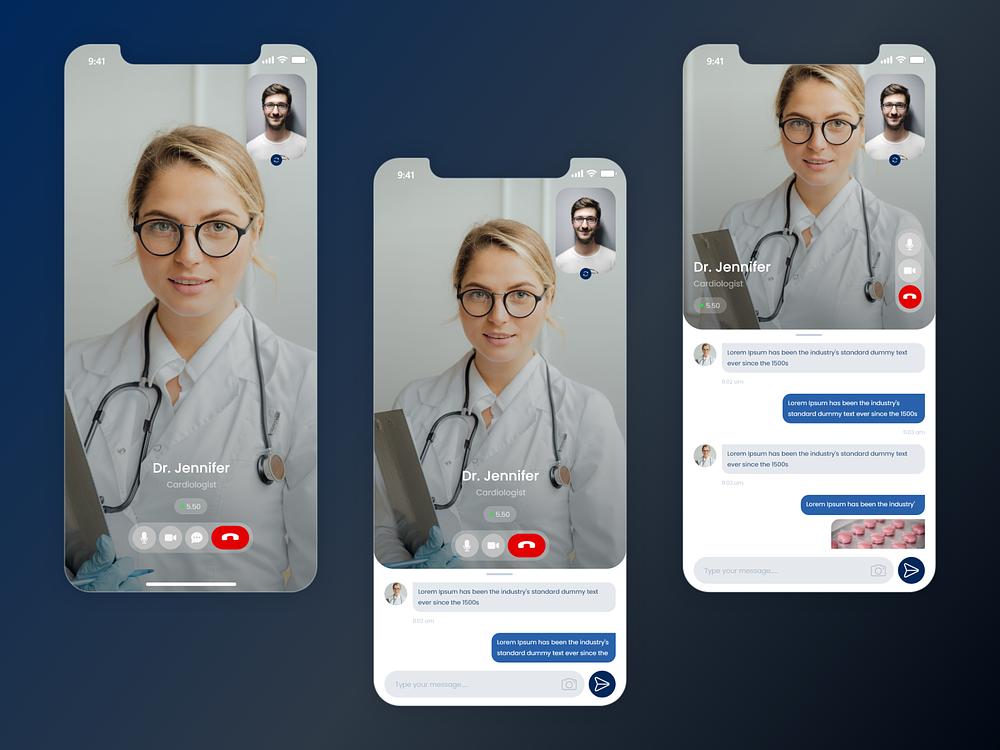 9:41
Dr. Jennifer
Cardiologist
5.50
9:41
Dr. Jennifer
Cardiologist
5.50
Lorem Ipsum has been the industry's standard dummy text
ever since the 1500s
9:02 am
Lorem Ipsum has been the industry's
standard dummy text ever since the
Type your message.....
9:41
Dr. Jennifer
Cardiologist
5.50
Lorem Ipsum has been the industry's standard dummy text
ever since the 1500s
9:02 am
Lorem Ipsum has been the industry's
standard dummy text ever since the 1500s
9:03 am
Lorem Ipsum has been the industry's standard dummy text
ever since the 1500s
9:03 am
Lorem Ipsum has been the industry'
Type your message.....